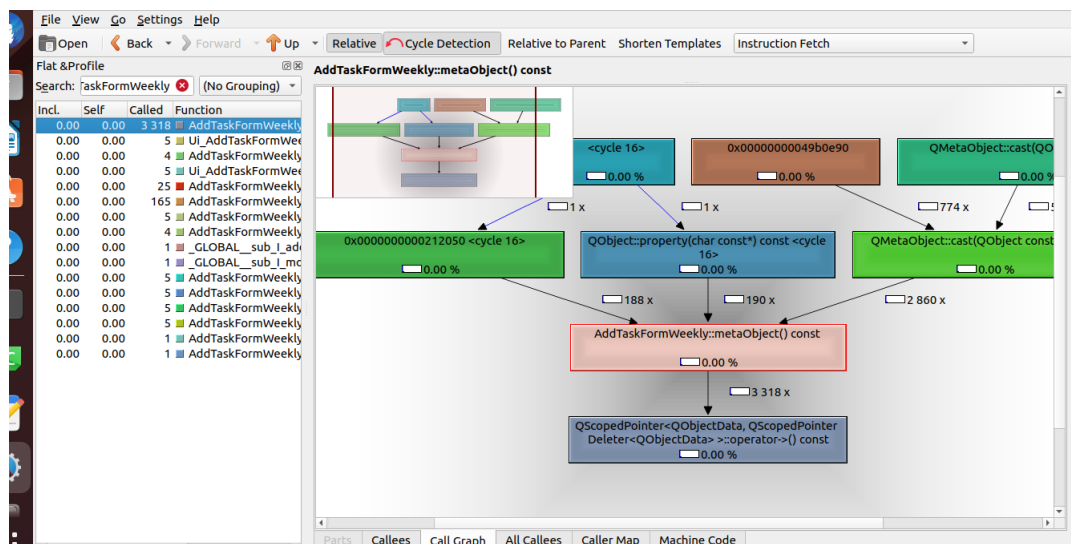 File View Go Settings Help
Open Back Forward Up Relative Cycle Detection Relative to Parent Shorten Templates Instruction Fetch
Flat &Profile
Search: TaskFormWeekly (No Grouping)
Incl. Self Called Function
0.00 0.00 3 318 AddTaskFormWeekly
0.00 0.00 5 Ui_AddTaskFormWee
0.00 0.00 4 AddTaskFormWeekly
0.00 0.00 5 Ui_AddTaskFormWee
0.00 0.00 25 AddTaskFormWeekly
0.00 0.00 165 AddTaskFormWeekly
0.00 0.00 5 AddTaskFormWeekly
0.00 0.00 4 AddTaskFormWeekly
0.00 0.00 1 _GLOBAL__sub_I_ad
0.00 0.00 1 _GLOBAL__sub_I_mo
0.00 0.00 5 AddTaskFormWeekly
0.00 0.00 5 AddTaskFormWeekly
0.00 0.00 5 AddTaskFormWeekly
0.00 0.00 5 AddTaskFormWeekly
0.00 0.00 1 AddTaskFormWeekly
0.00 0.00 1 AddTaskFormWeekly
AddTaskFormWeekly::metaObject() const
<cycle 16>
0.00 %
0x00000000049b0e90
0.00 %
QMetaObject::cast(QO
0.00 %
1 x
1 x
774 x
0x0000000000212050 <cycle 16>
0.00 %
QObject::property(char const*) const <cycle
16>
0.00 %
QMetaObject::cast(QObject const
0.00 %
188 x
190 x
2 860 x
AddTaskFormWeekly::metaObject() const
0.00 %
3 318 x
QScopedPointer<QObjectData, QScopedPointer
Deleter<QObjectData> >::operator->() const
0.00 %
Parts Callees Call Graph All Callees Caller Map Machine Code